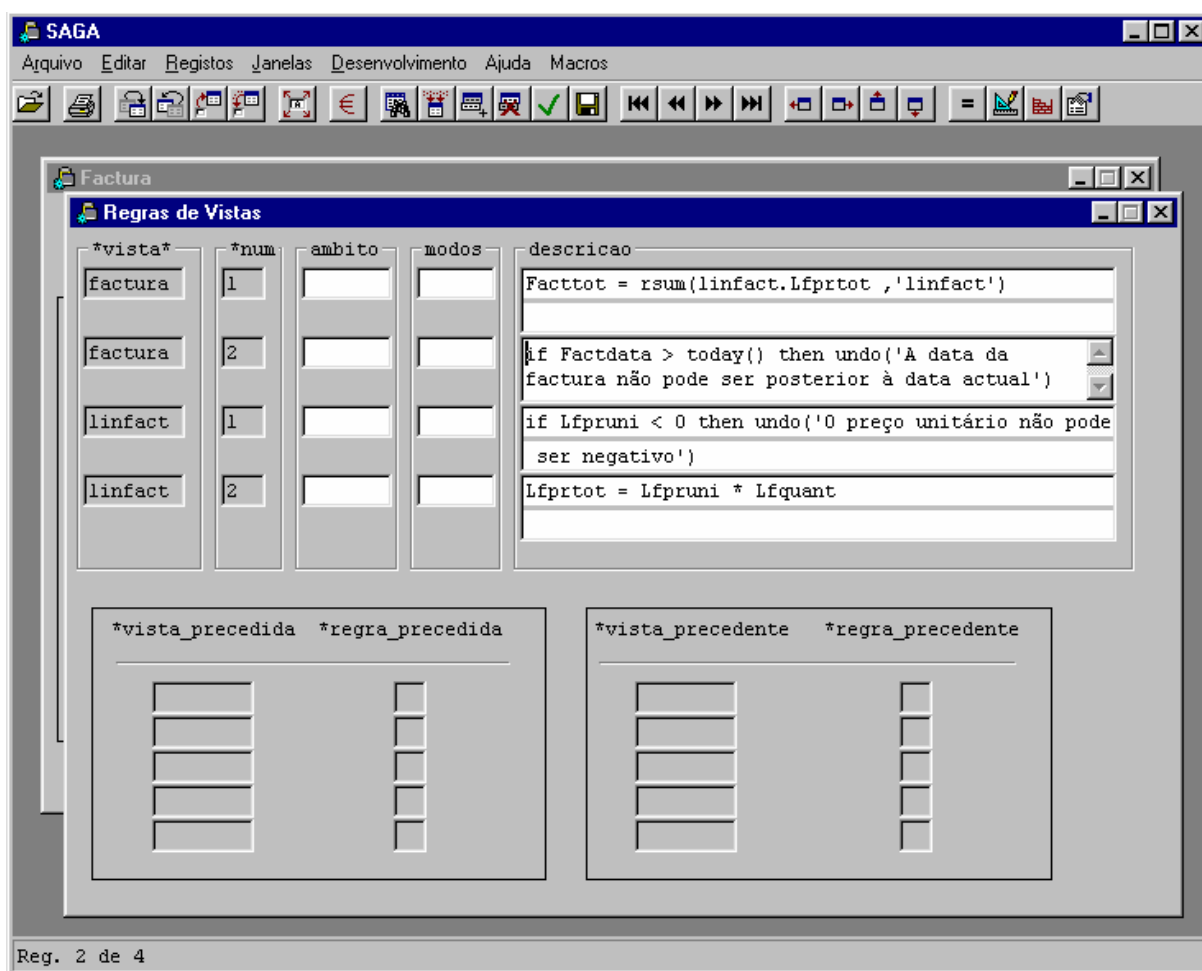 SAGA
Arquivo Editar Registos Janelas Desenvolvimento Ajuda Macros
Factura
Regras de Vistas
*vista* *num ambito modos descricao
factura 1 Facttot = rsum(linfact.Lfprtot ,'linfact')
factura 2 if Factdata > today() then undo('A data da
factura não pode ser posterior à data actual')
linfact 1 if Lfpruni < 0 then undo('O preço unitário não pode
ser negativo')
linfact 2 Lfprtot = Lfpruni * Lfquant
*vista_precedida *regra_precedida *vista_precedente *regra_precedente
Reg. 2 de 4